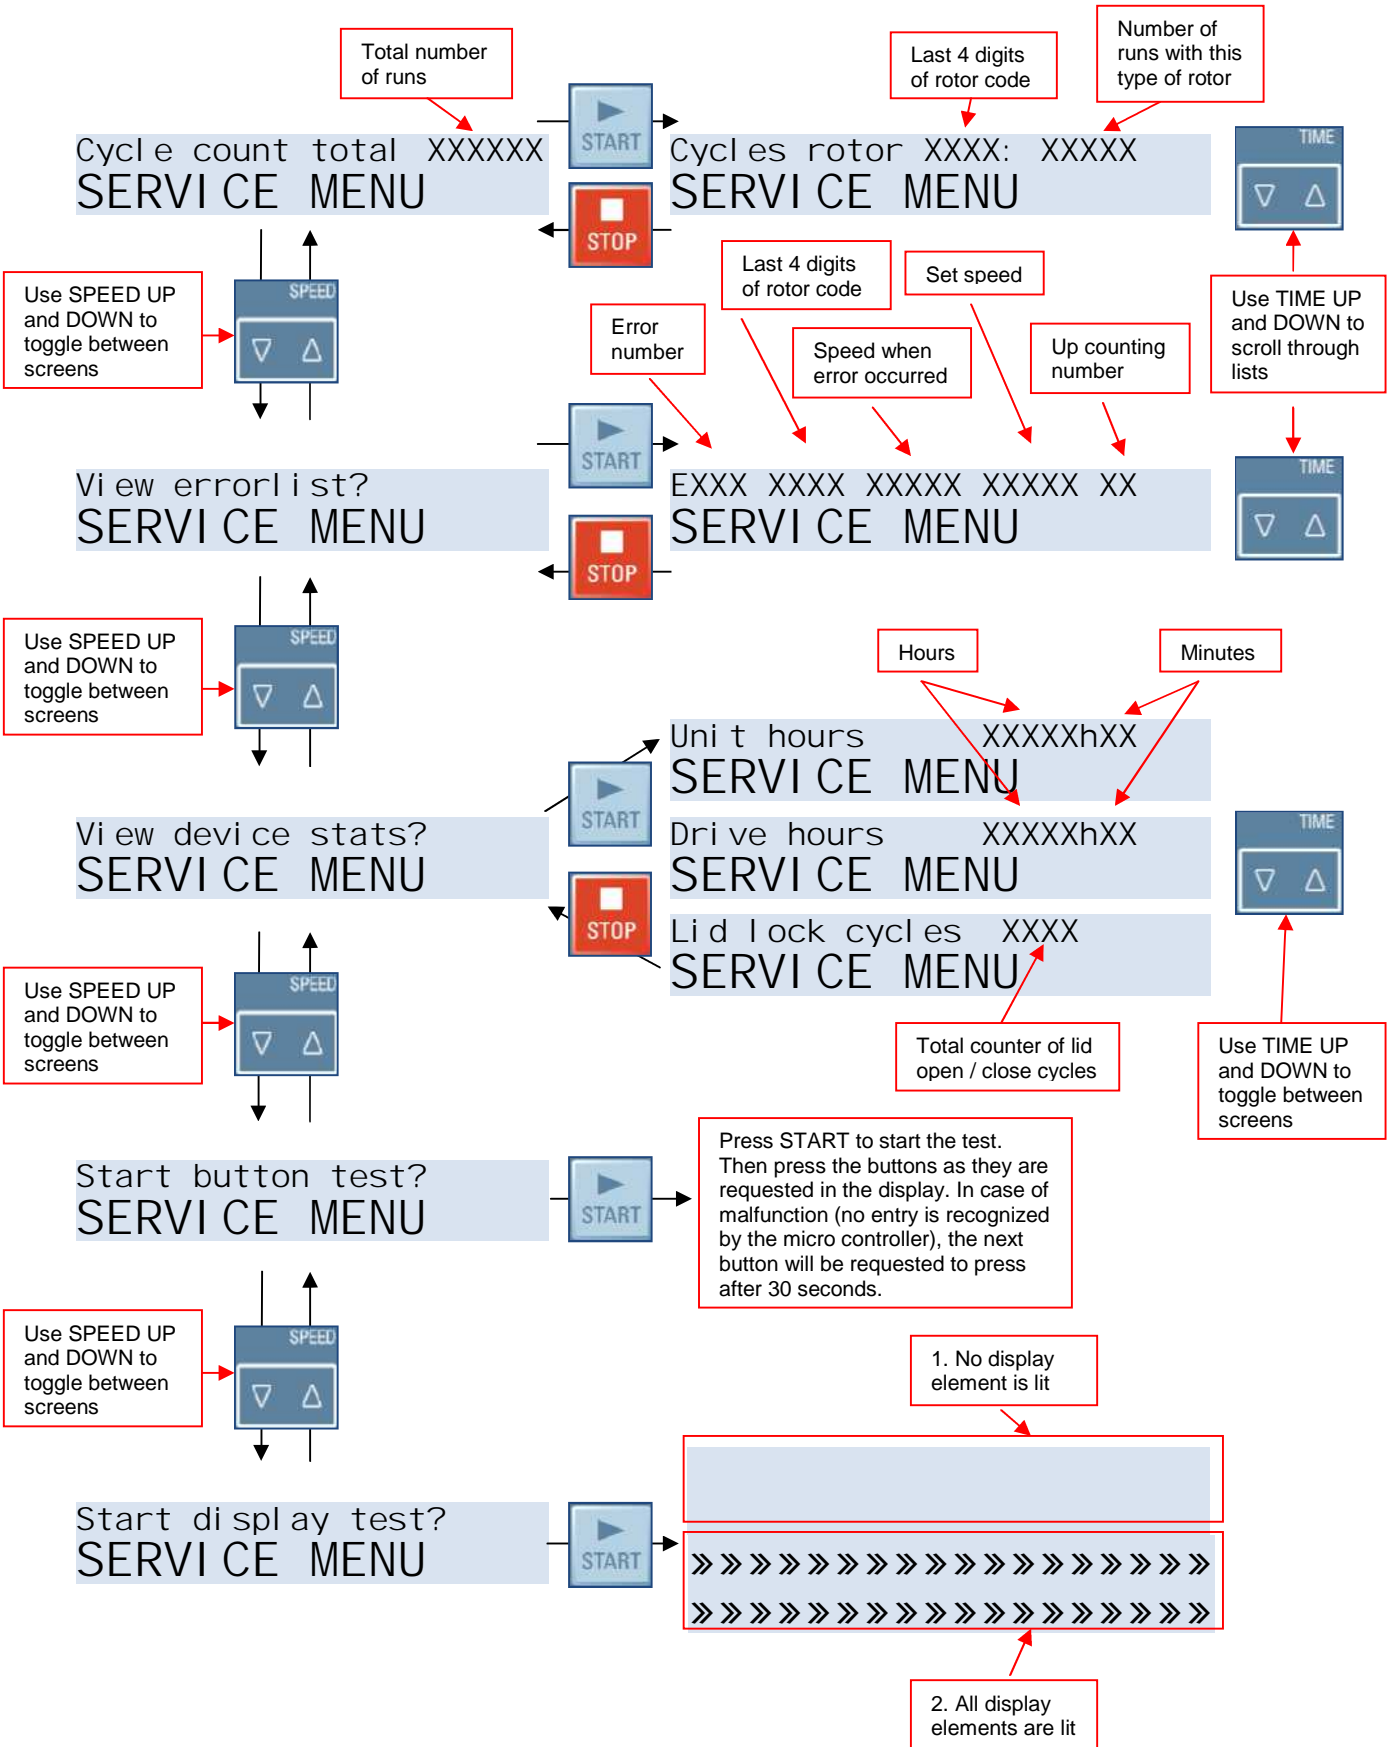 Total number
of runs
Last 4 digits
of rotor code
Number of
runs with this
type of rotor
START
TIME
Cycle count total XXXXXX
SERVICE MENU
Cycles rotor XXXX: XXXXX
SERVICE MENU
STOP
Use SPEED UP
and DOWN to
toggle between
screens
SPEED
Error
number
Last 4 digits
of rotor code
Speed when
error occurred
Set speed
Up counting
number
Use TIME UP
and DOWN to
scroll through
lists
START
TIME
View errorlist?
SERVICE MENU
EXXX XXXX XXXXX XXXXX XX
SERVICE MENU
STOP
Use SPEED UP
and DOWN to
toggle between
screens
SPEED
Hours
Minutes
Unit hours XXXXXhXX
SERVICE MENU
START
View device stats?
SERVICE MENU
Drive hours XXXXXhXX
SERVICE MENU
TIME
STOP
Lid lock cycles XXXX
SERVICE MENU
Use SPEED UP
and DOWN to
toggle between
screens
SPEED
Total counter of lid
open / close cycles
Use TIME UP
and DOWN to
toggle between
screens
Start button test?
SERVICE MENU
START
Press START to start the test.
Then press the buttons as they are
requested in the display. In case of
malfunction (no entry is recognized
by the micro controller), the next
button will be requested to press
after 30 seconds.
Use SPEED UP
and DOWN to
toggle between
screens
SPEED
1. No display
element is lit
Start display test?
SERVICE MENU
START
»»»»»»»»»»»»»»»»»»
»»»»»»»»»»»»»»»»»»
2. All display
elements are lit